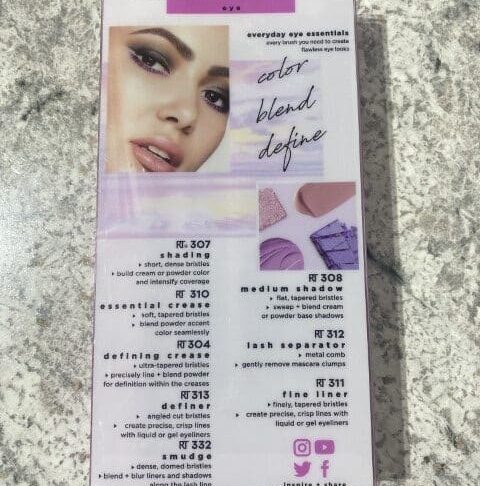 eye
everyday eye essentials
every brush you need to create
flawless eye looks
color
blend
define
RT® 307
shading
▸ short, dense bristles
▸ build cream or powder color
and intensify coverage
RT 310
essential crease
▸ soft, tapered bristles
▸ blend powder accent
color seamlessly
RT 304
defining crease
▸ ultra-tapered bristles
▸ precisely line + blend powder
for definition within the creases
RT 313
definer
▸ angled cut bristles
▸ create precise, crisp lines
with liquid or gel eyeliners
RT 332
smudge
▸ dense, domed bristles
▸ blend + blur liners and shadows
along the lash line
RT 308
medium shadow
▸ flat, tapered bristles
▸ sweep + blend cream
or powder base shadows
RT 312
lash separator
▸ metal comb
▸ gently remove mascara clumps
RT 311
fine liner
▸ finely, tapered bristles
▸ create precise, crisp lines with
liquid or gel eyeliners
inspire + share